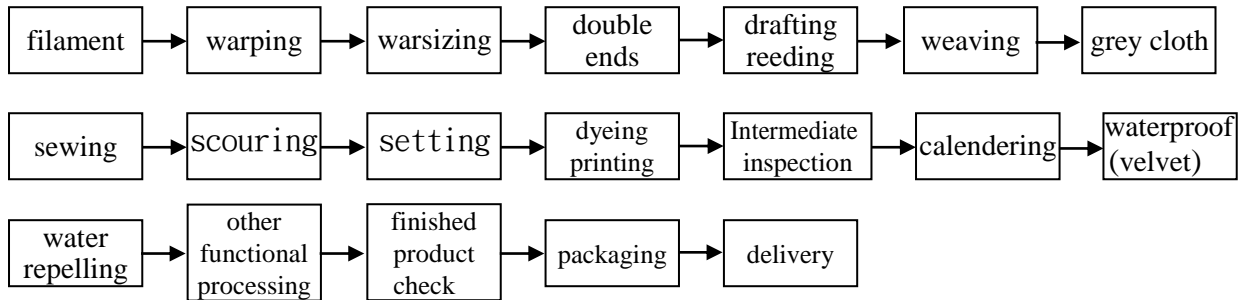 filament
warping
warsizing
double
ends
drafting
reeding
weaving
grey cloth
sewing
scouring
setting
dyeing
printing
Intermediate
inspection
calendering
waterproof
(velvet)
water
repelling
other
functional
processing
finished
product
check
packaging
delivery